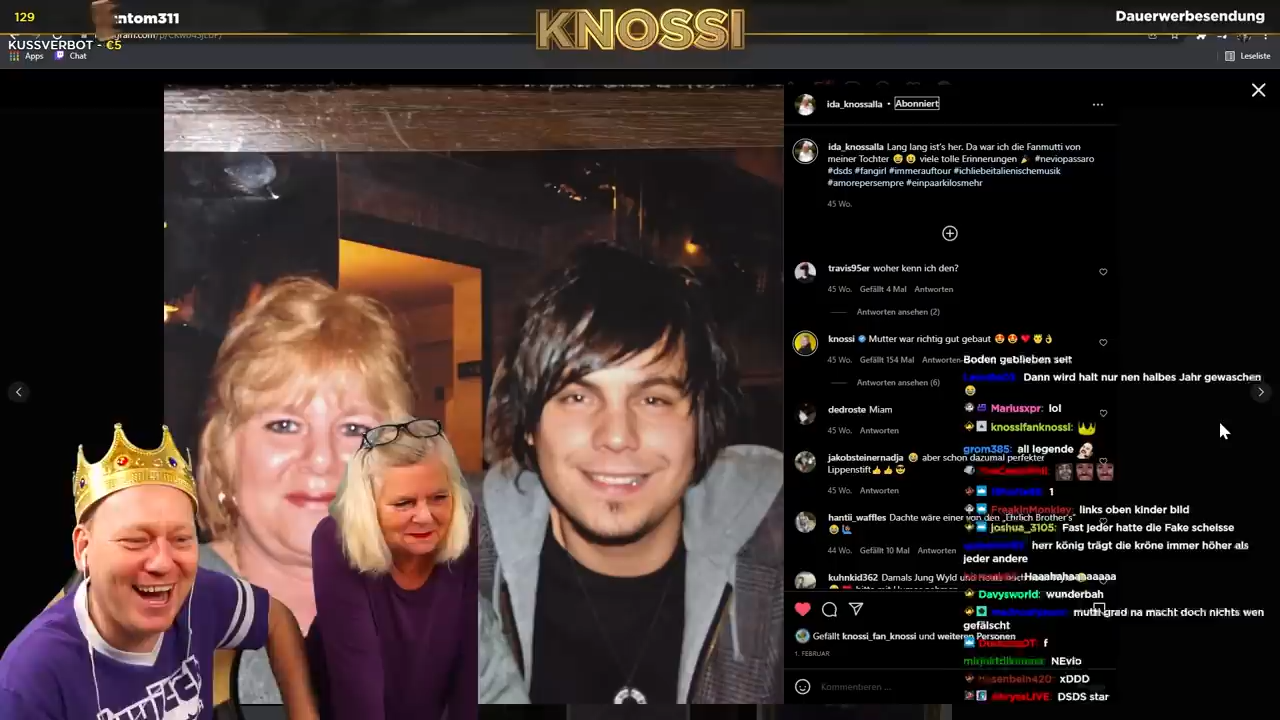 129
ntom311
KNOSSI
Dauerwerbesendung
KUSSVERBOT - €5
Apps
Chat
Leseliste
ida_knossalla • Abonniert
ida_knossalla Lang lang ist's her. Da war ich die Fanmutti von
meiner Tochter 😅 😄 viele tolle Erinnerungen 🎉 #neviopassaro
#dsds #fangirl #immerauftour #ichliebeitalienischemusik
#amorepersempre #einpaarkilosmehr
45 Wo.
travis95er woher kenn ich den?
45 Wo. Gefällt 4 Mal Antworten
Antworten ansehen (2)
knossi Mutter war richtig gut gebaut 😍 😍 ❤️ 🤴 👌
45 Wo. Gefällt 154 Mal Antworten
Antworten ansehen (6)
dedroste Miam
45 Wo. Antworten
jakobsteinernadja 😅 aber schon dazumal perfekter
Lippenstift👍👍😎
45 Wo. Antworten
hantii_waffles Dachte wäre einer von den „Ehrlich Brother's"
44 Wo. Gefällt 10 Mal Antworten
kuhnkid362 Damals Jung Wyld und
Gefällt knossi_fan_knossi und weiteren Personen
1. FEBRUAR
Kommentieren ...
Boden geblieben seit
Dann wird halt nur nen halbes Jahr gewaschen
Mariusxpr: lol
knossifanknossi:
grom385: all legende
1
FreakinMonkiey: links oben kinder bild
joshua_3105: Fast jeder hatte die Fake scheisse
herr könig trägt die kröne immer höher als
jeder andere
Haaahahaaaaaaa
Davysworld: wunderbah
mutti grad na macht doch nichts wen
gefälscht
f
NEvio
Hasenbein420: xDDD
DSDS star